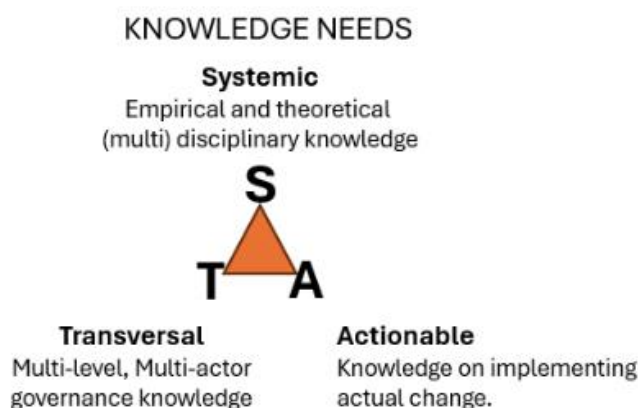 KNOWLEDGE NEEDS
Systemic
Empirical and theoretical
(multi) disciplinary knowledge
S
T
A
Transversal
Multi-level, Multi-actor
governance knowledge
Actionable
Knowledge on implementing
actual change.